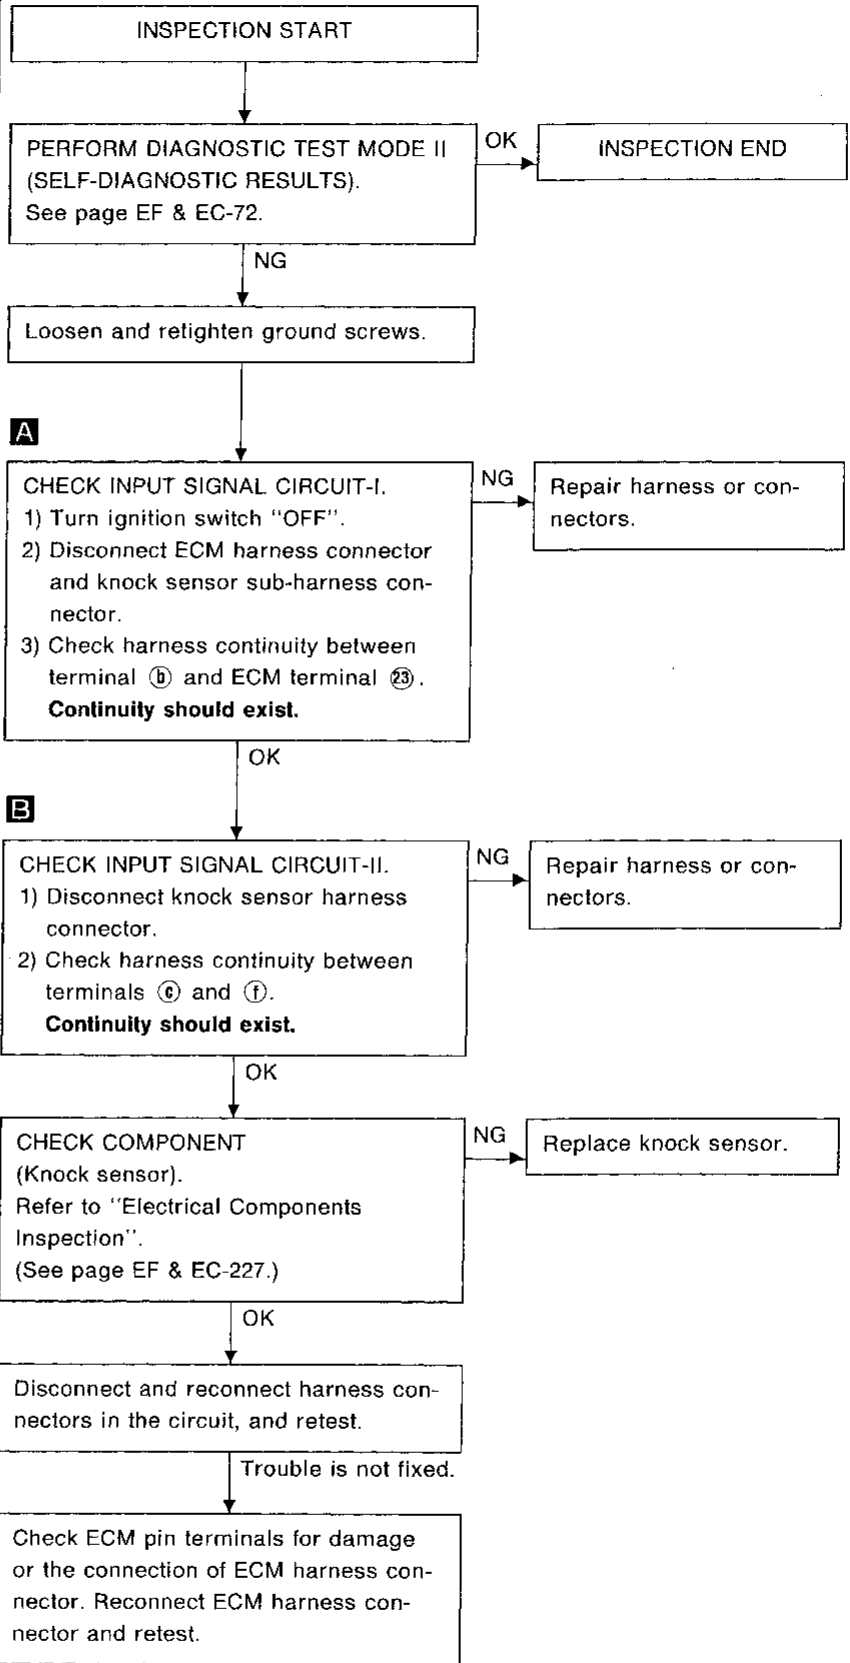 INSPECTION START
PERFORM DIAGNOSTIC TEST MODE II
(SELF-DIAGNOSTIC RESULTS).
See page EF & EC-72.
OK
INSPECTION END
NG
Loosen and retighten ground screws.
A
CHECK INPUT SIGNAL CIRCUIT-I.
1) Turn ignition switch "OFF".
2) Disconnect ECM harness connector
and knock sensor sub-harness con-
nector.
3) Check harness continuity between
terminal ⓑ and ECM terminal ㉓.
Continuity should exist.
NG
Repair harness or con-
nectors.
OK
B
CHECK INPUT SIGNAL CIRCUIT-II.
1) Disconnect knock sensor harness
connector.
2) Check harness continuity between
terminals ⓒ and ⓕ.
Continuity should exist.
NG
Repair harness or con-
nectors.
OK
CHECK COMPONENT
(Knock sensor).
Refer to "Electrical Components
Inspection".
(See page EF & EC-227.)
NG
Replace knock sensor.
OK
Disconnect and reconnect harness con-
nectors in the circuit, and retest.
Trouble is not fixed.
Check ECM pin terminals for damage
or the connection of ECM harness con-
nector. Reconnect ECM harness con-
nector and retest.